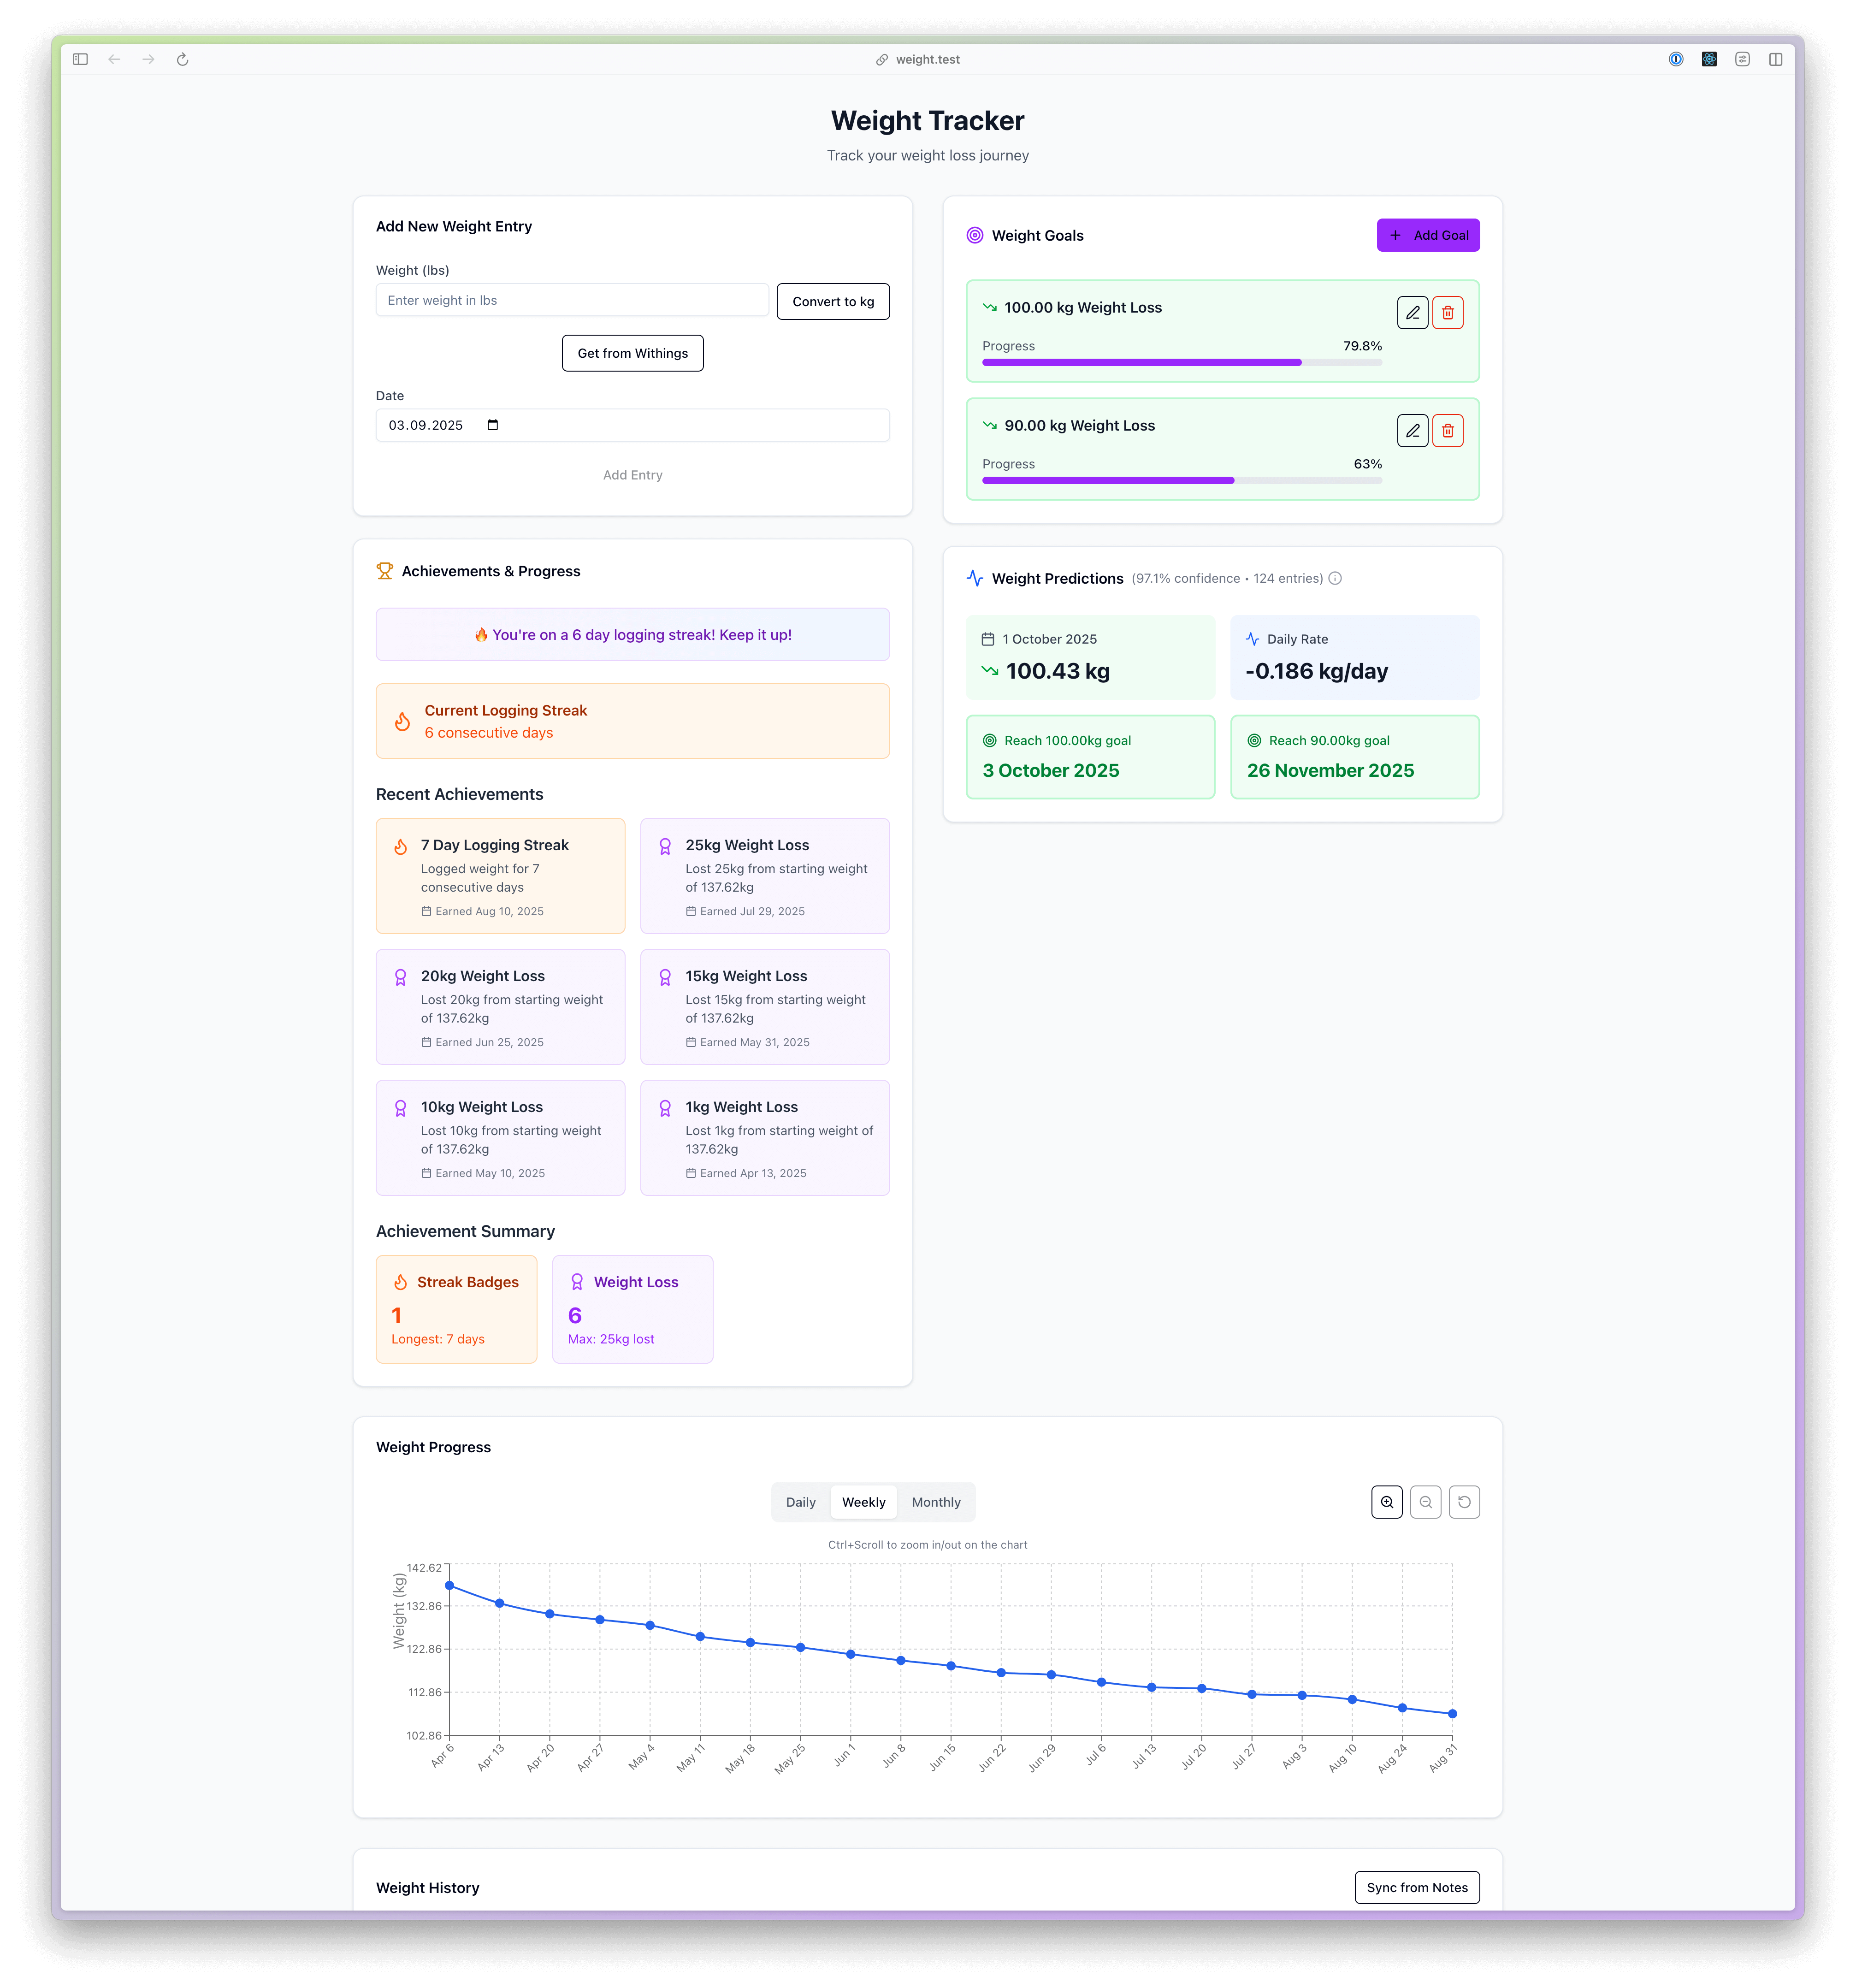 weight.test
Weight Tracker
Track your weight loss journey
Add New Weight Entry
Weight (lbs)
Enter weight in lbs
Convert to kg
Get from Withings
Date
03.09.2025
Add Entry
Weight Goals
Add Goal
100.00 kg Weight Loss
Progress
79.8%
90.00 kg Weight Loss
Progress
63%
Achievements & Progress
🔥 You're on a 6 day logging streak! Keep it up!
Current Logging Streak
6 consecutive days
Recent Achievements
7 Day Logging Streak
Logged weight for 7
consecutive days
Earned Aug 10, 2025
25kg Weight Loss
Lost 25kg from starting weight
of 137.62kg
Earned Jul 29, 2025
20kg Weight Loss
Lost 20kg from starting weight
of 137.62kg
Earned Jun 25, 2025
15kg Weight Loss
Lost 15kg from starting weight
of 137.62kg
Earned May 31, 2025
10kg Weight Loss
Lost 10kg from starting weight
of 137.62kg
Earned May 10, 2025
1kg Weight Loss
Lost 1kg from starting weight of
137.62kg
Earned Apr 13, 2025
Achievement Summary
Streak Badges
1
Longest: 7 days
Weight Loss
6
Max: 25kg lost
Weight Predictions (97.1% confidence • 124 entries)
1 October 2025
100.43 kg
Daily Rate
-0.186 kg/day
Reach 100.00kg goal
3 October 2025
Reach 90.00kg goal
26 November 2025
Weight Progress
Daily
Weekly
Monthly
Ctrl+Scroll to zoom in/out on the chart
Weight (kg)
142.62
132.86
122.86
112.86
102.86
Apr 6
Apr 13
Apr 20
Apr 27
May 4
May 11
May 18
May 25
Jun 1
Jun 8
Jun 15
Jun 22
Jun 29
Jul 6
Jul 13
Jul 20
Jul 27
Aug 3
Aug 10
Aug 24
Aug 31
Weight History
Sync from Notes